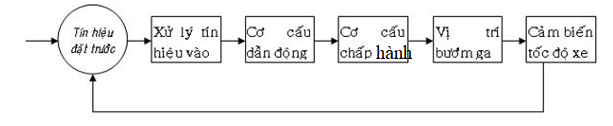 Tín hiệu
đặt trước
Xử lý tín
hiệu vào
Cơ cấu
dẫn động
Cơ cấu
chấp hành
Vị trí
bướm ga
Cảm biến
tốc độ xe